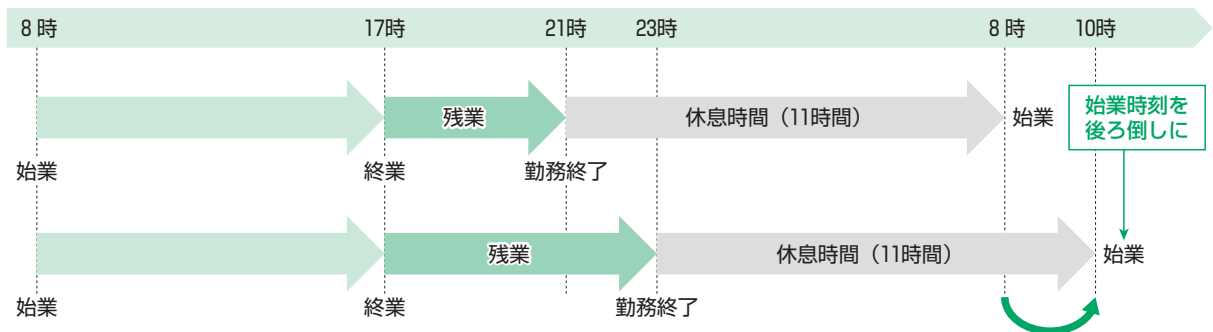 8時 17時 21時 23時 8時 10時
残業 休息時間（11時間） 始業
始業時刻を
後ろ倒しに
始業 終業 勤務終了
残業 休息時間（11時間） 始業
始業 終業 勤務終了